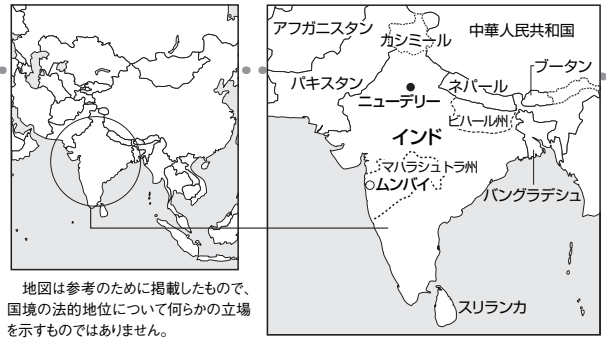 アフガニスタン
カシミール
中華人民共和国
パキスタン
ネパール
ブータン
ニューデリー
ビハール州
インド
マハラシュトラ州
ムンバイ
バングラデシュ
スリランカ
地図は参考のために掲載したもので、
国境の法的地位について何らかの立場
を示すものではありません。